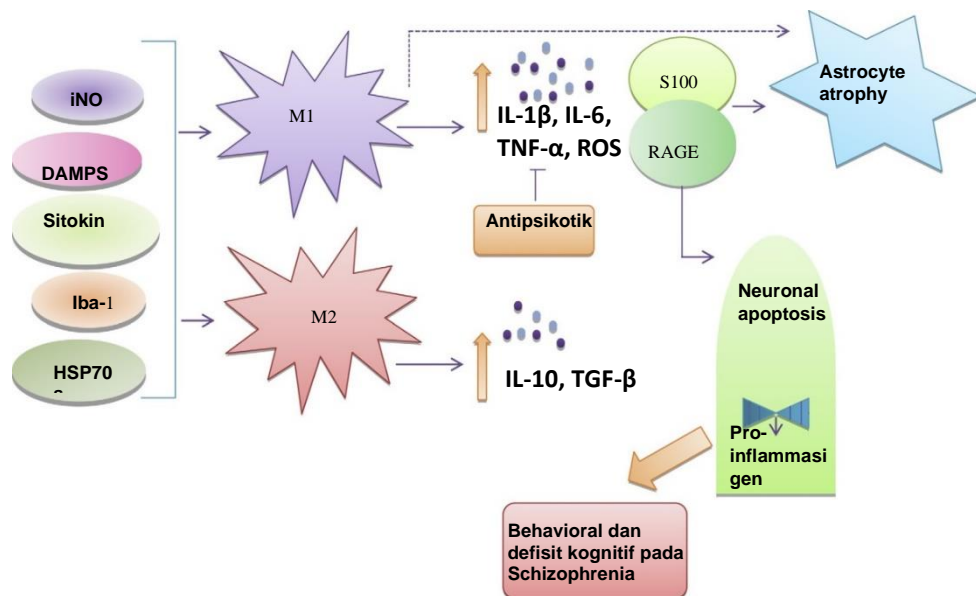 iNO
DAMPS
Sitokin
Iba-1
HSP70
M1
M2
IL-1β, IL-6,
TNF-α, ROS
Antipsikotik
IL-10, TGF-β
S100
RAGE
Astrocyte
atrophy
Neuronal
apoptosis
Pro-
inflammasi
gen
Behavioral dan
defisit kognitif pada
Schizophrenia